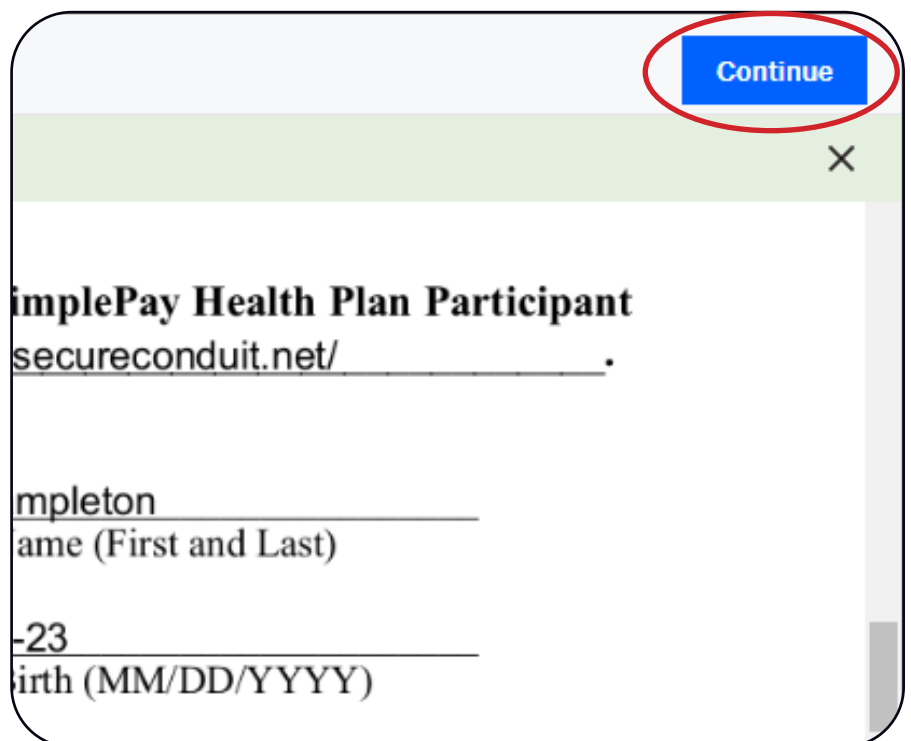 Continue
implePay Health Plan Participant
secureconduit.net/.
mpleton
ame (First and Last)
-23
irth (MM/DD/YYYY)